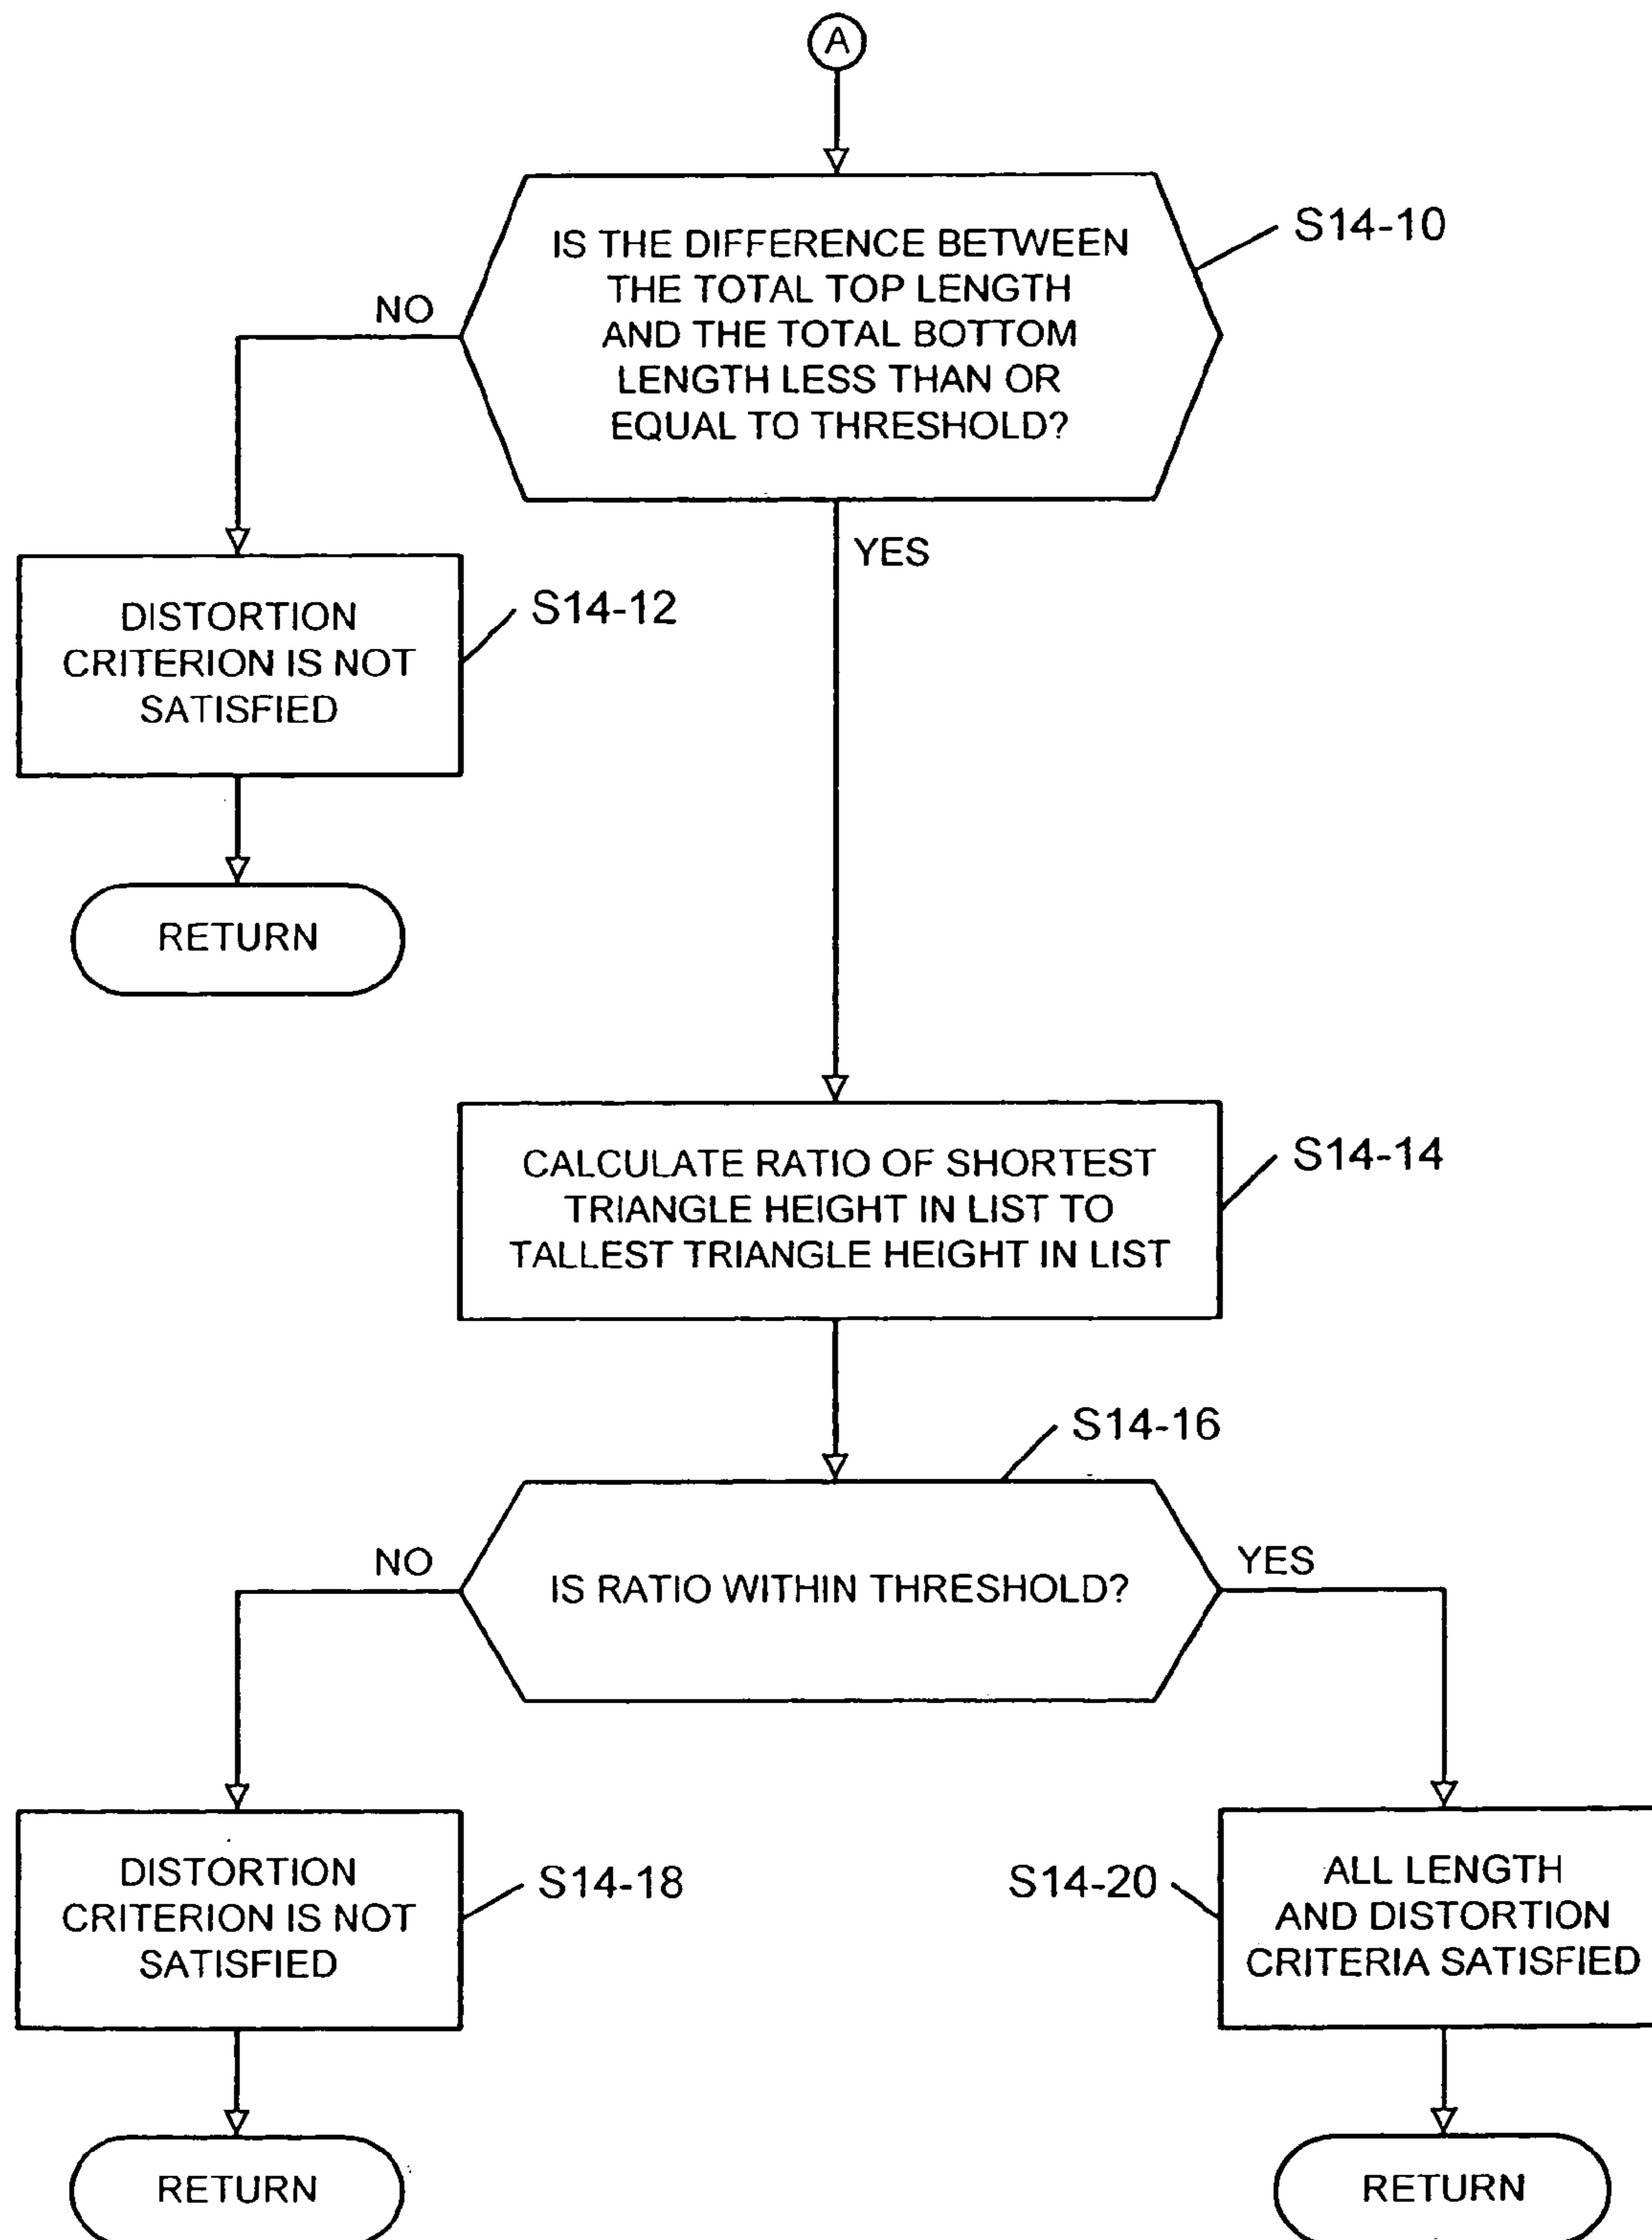 A
IS THE DIFFERENCE BETWEEN
THE TOTAL TOP LENGTH
AND THE TOTAL BOTTOM
LENGTH LESS THAN OR
EQUAL TO THRESHOLD?
S14-10
NO
YES
DISTORTION
CRITERION IS NOT
SATISFIED
S14-12
RETURN
CALCULATE RATIO OF SHORTEST
TRIANGLE HEIGHT IN LIST TO
TALLEST TRIANGLE HEIGHT IN LIST
S14-14
S14-16
NO
IS RATIO WITHIN THRESHOLD?
YES
DISTORTION
CRITERION IS NOT
SATISFIED
S14-18
S14-20
ALL LENGTH
AND DISTORTION
CRITERIA SATISFIED
RETURN
RETURN